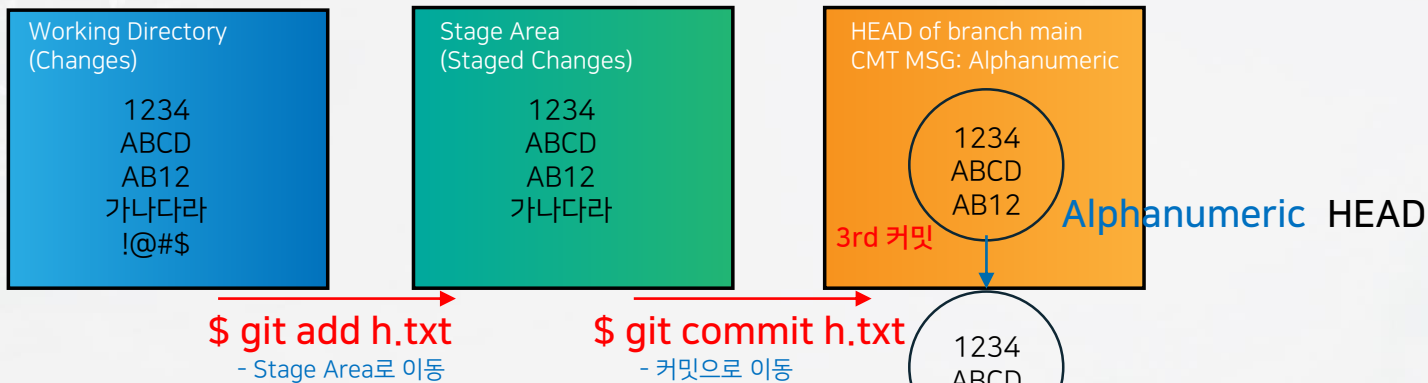 Working Directory
(Changes)
1234
ABCD
AB12
가나다라
!@#$
Stage Area
(Staged Changes)
1234
ABCD
AB12
가나다라
HEAD of branch main
CMT MSG: Alphanumeric
1234
ABCD
AB12
3rd 커밋
Alphanumeric HEAD
$ git add h.txt
- Stage Area로 이동
$ git commit h.txt
- 커밋으로 이동
1234
ABCD